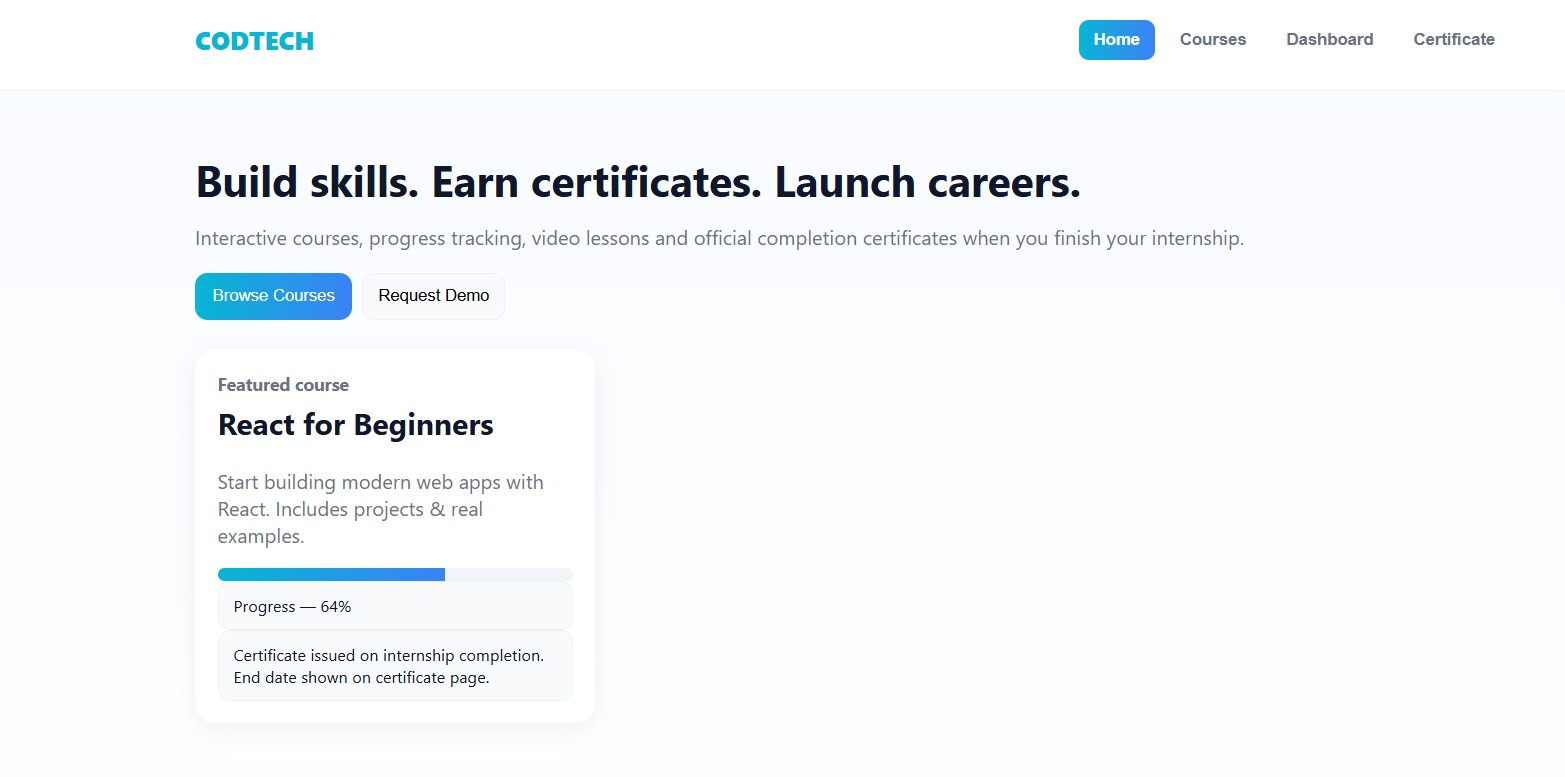 CODTECH
Home
Courses
Dashboard
Certificate
Build skills. Earn certificates. Launch careers.
Interactive courses, progress tracking, video lessons and official completion certificates when you finish your internship.
Browse Courses
Request Demo
Featured course
React for Beginners
Start building modern web apps with
React. Includes projects & real
examples.
Progress — 64%
Certificate issued on internship completion.
End date shown on certificate page.